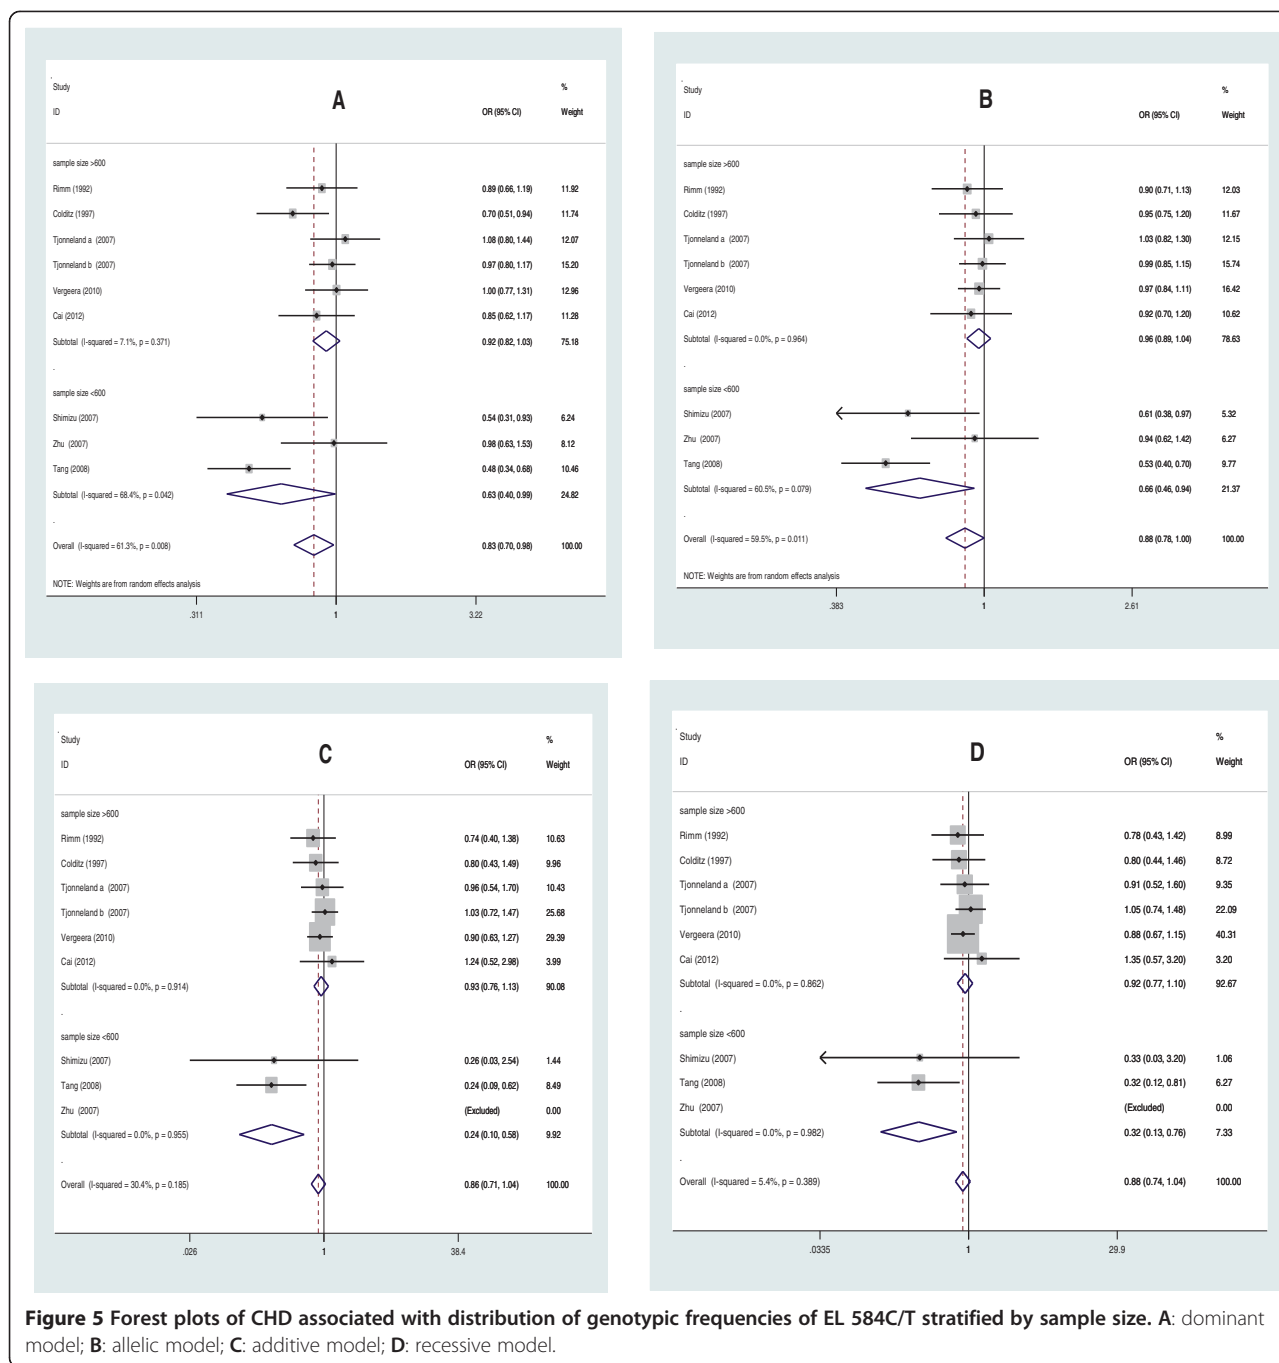 Study %
ID A OR (95% CI) Weight
sample size >600
Rimm (1992) 0.89 (0.66, 1.19) 11.92
Colditz (1997) 0.70 (0.51, 0.94) 11.74
Tjonneland a (2007) 1.08 (0.80, 1.44) 12.07
Tjonneland b (2007) 0.97 (0.80, 1.17) 15.20
Vergeera (2010) 1.00 (0.77, 1.31) 12.96
Cai (2012) 0.85 (0.62, 1.17) 11.28
Subtotal (I-squared = 7.1%, p = 0.371) 0.92 (0.82, 1.03) 75.18
.
sample size <600
Shimizu (2007) 0.54 (0.31, 0.93) 6.24
Zhu (2007) 0.98 (0.63, 1.53) 8.12
Tang (2008) 0.48 (0.34, 0.68) 10.46
Subtotal (I-squared = 68.4%, p = 0.042) 0.63 (0.40, 0.99) 24.82
.
Overall (I-squared = 61.3%, p = 0.008) 0.83 (0.70, 0.98) 100.00
NOTE: Weights are from random effects analysis
.311 1 3.22
Study %
ID B OR (95% CI) Weight
sample size >600
Rimm (1992) 0.90 (0.71, 1.13) 12.03
Colditz (1997) 0.95 (0.75, 1.20) 11.67
Tjonneland a (2007) 1.03 (0.82, 1.30) 12.15
Tjonneland b (2007) 0.99 (0.85, 1.15) 15.74
Vergeera (2010) 0.97 (0.84, 1.11) 16.42
Cai (2012) 0.92 (0.70, 1.20) 10.62
Subtotal (I-squared = 0.0%, p = 0.964) 0.96 (0.89, 1.04) 78.63
.
sample size <600
Shimizu (2007) 0.61 (0.38, 0.97) 5.32
Zhu (2007) 0.94 (0.62, 1.42) 6.27
Tang (2008) 0.53 (0.40, 0.70) 9.77
Subtotal (I-squared = 60.5%, p = 0.079) 0.66 (0.46, 0.94) 21.37
.
Overall (I-squared = 59.5%, p = 0.011) 0.88 (0.78, 1.00) 100.00
NOTE: Weights are from random effects analysis
.383 1 2.61
Study %
ID C OR (95% CI) Weight
sample size >600
Rimm (1992) 0.74 (0.40, 1.38) 10.63
Colditz (1997) 0.80 (0.43, 1.49) 9.96
Tjonneland a (2007) 0.96 (0.54, 1.70) 10.43
Tjonneland b (2007) 1.03 (0.72, 1.47) 25.68
Vergeera (2010) 0.90 (0.63, 1.27) 29.39
Cai (2012) 1.24 (0.52, 2.98) 3.99
Subtotal (I-squared = 0.0%, p = 0.914) 0.93 (0.76, 1.13) 90.08
.
sample size <600
Shimizu (2007) 0.26 (0.03, 2.54) 1.44
Tang (2008) 0.24 (0.09, 0.62) 8.49
Zhu (2007) (Excluded) 0.00
Subtotal (I-squared = 0.0%, p = 0.955) 0.24 (0.10, 0.58) 9.92
.
Overall (I-squared = 30.4%, p = 0.185) 0.86 (0.71, 1.04) 100.00
.026 1 38.4
Study %
ID D OR (95% CI) Weight
sample size >600
Rimm (1992) 0.78 (0.43, 1.42) 8.99
Colditz (1997) 0.80 (0.44, 1.46) 8.72
Tjonneland a (2007) 0.91 (0.52, 1.60) 9.35
Tjonneland b (2007) 1.05 (0.74, 1.48) 22.09
Vergeera (2010) 0.88 (0.67, 1.15) 40.31
Cai (2012) 1.35 (0.57, 3.20) 3.20
Subtotal (I-squared = 0.0%, p = 0.862) 0.92 (0.77, 1.10) 92.67
.
sample size <600
Shimizu (2007) 0.33 (0.03, 3.20) 1.06
Tang (2008) 0.32 (0.12, 0.81) 6.27
Zhu (2007) (Excluded) 0.00
Subtotal (I-squared = 0.0%, p = 0.982) 0.32 (0.13, 0.76) 7.33
.
Overall (I-squared = 5.4%, p = 0.389) 0.88 (0.74, 1.04) 100.00
.0335 1 29.9
Figure 5 Forest plots of CHD associated with distribution of genotypic frequencies of EL 584C/T stratified by sample size. A: dominant
model; B: allelic model; C: additive model; D: recessive model.